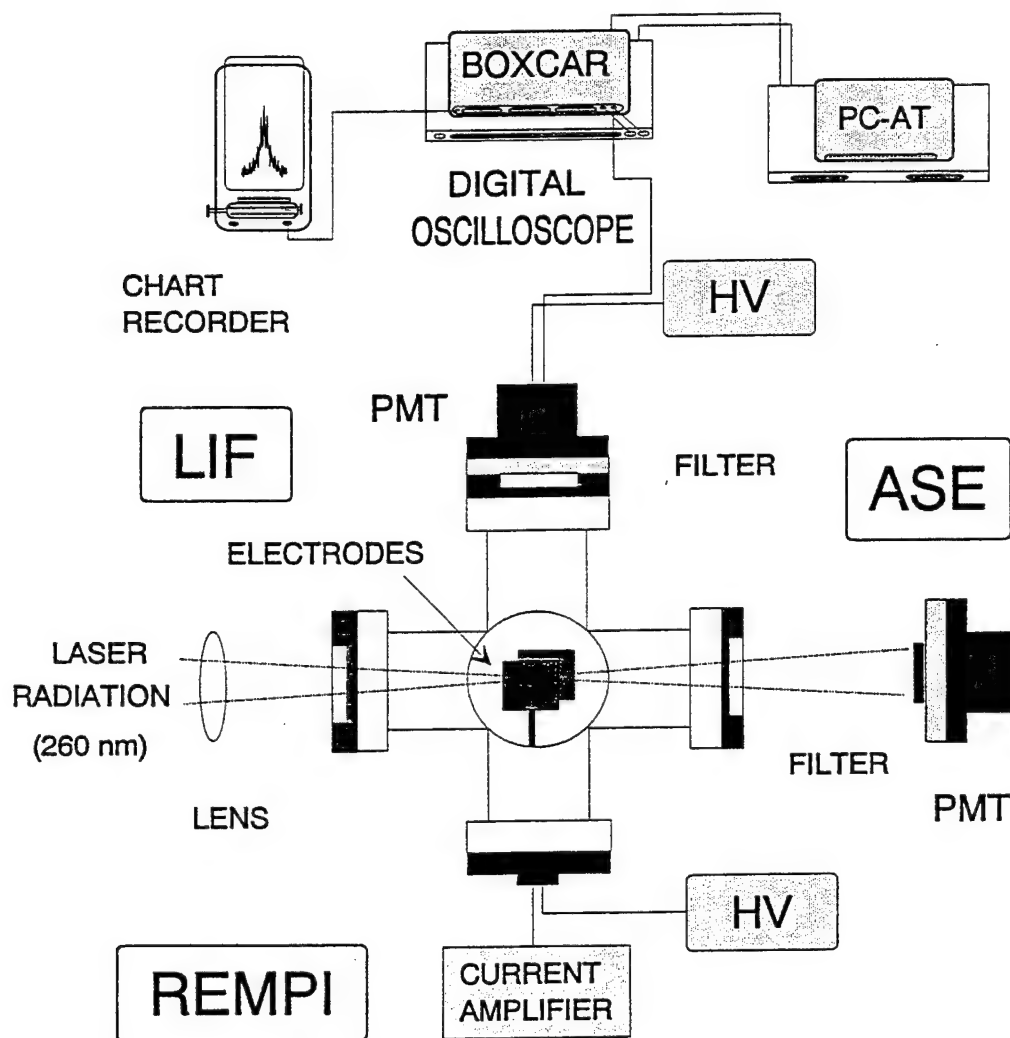 BOXCAR
PC-AT
DIGITAL
OSCILLOSCOPE
CHART
RECORDER
HV
PMT
LIF
FILTER
ASE
ELECTRODES
LASER
RADIATION
(260 nm)
FILTER
LENS
PMT
HV
REMPI
CURRENT
AMPLIFIER